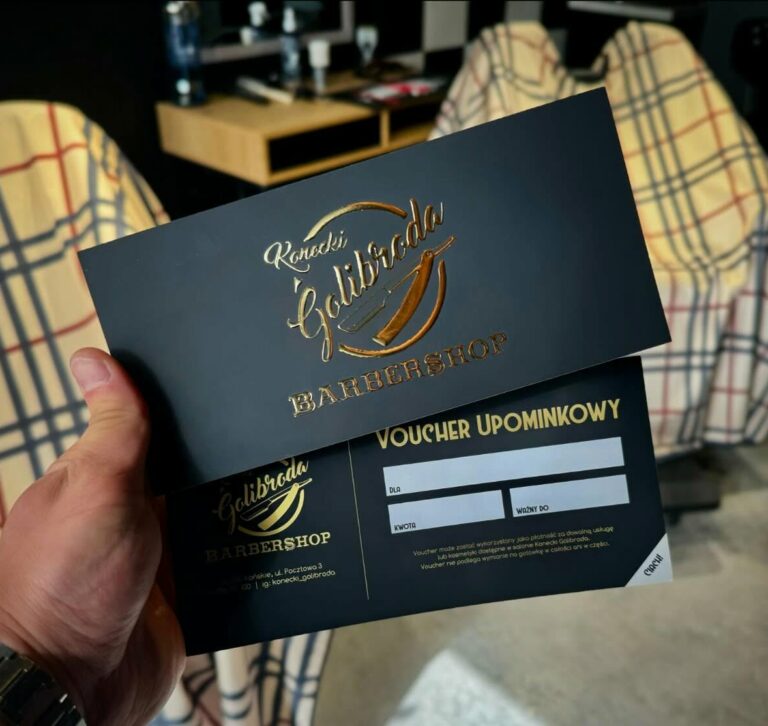 Konecki
Golibroda
BARBERSHOP
Golibroda
BARBERSHOP
ul. Pocztowa 3
| ig: konecki_golibroda
VOUCHER UPOMINKOWY
DLA
KWOTA
WAŻNY DO
Voucher może zostać wykorzystany jako płatność za dowolną usługę
lub kosmetyki dostępne w salonie Konecki Golibroda.
Voucher nie podlega wymianie na gotówkę w całości ani w części.
CIACH!